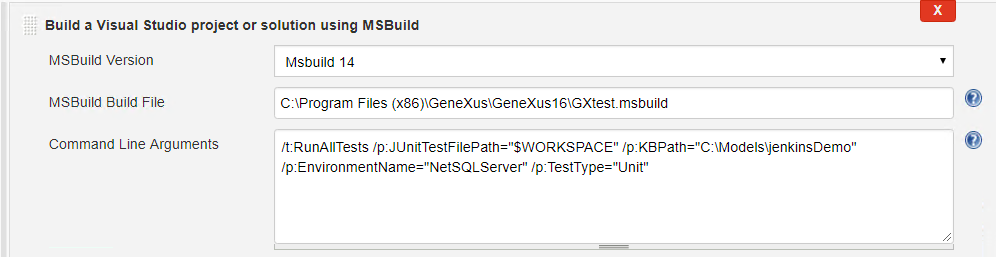 X
Build a Visual Studio project or solution using MSBuild
MSBuild Version
Msbuild 14
MSBuild Build File
C:\Program Files (x86)\GeneXus\GeneXus16\GXtest.msbuild
?
Command Line Arguments
/t:RunAllTests /p:JUnitTestFilePath="$WORKSPACE" /p:KBPath="C:\Models\jenkinsDemo"
/p:EnvironmentName="NetSQLServer" /p:TestType="Unit"
?